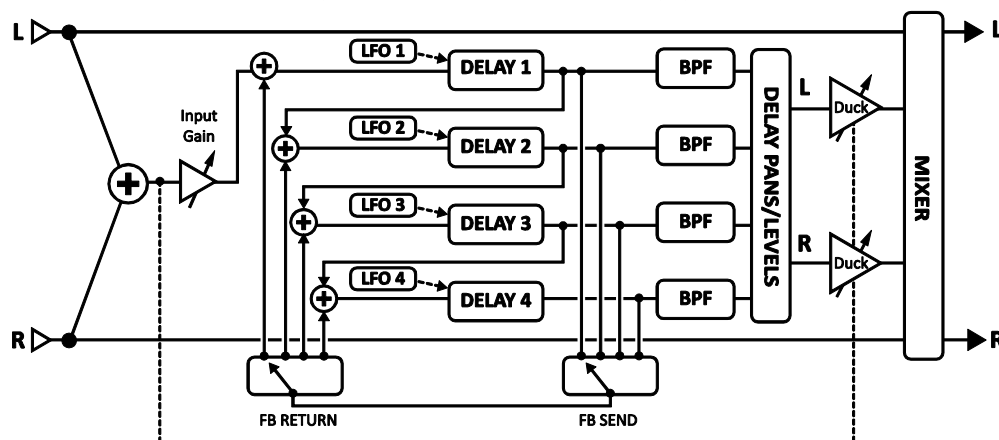 L
L
LFO 1
DELAY 1
BPF
Input
Gain
LFO 2
DELAY 2
BPF
L
Duck
LFO 3
DELAY 3
BPF
DELAY PANS/LEVELS
MIXER
R
Duck
LFO 4
DELAY 4
BPF
R
R
FB RETURN
FB SEND